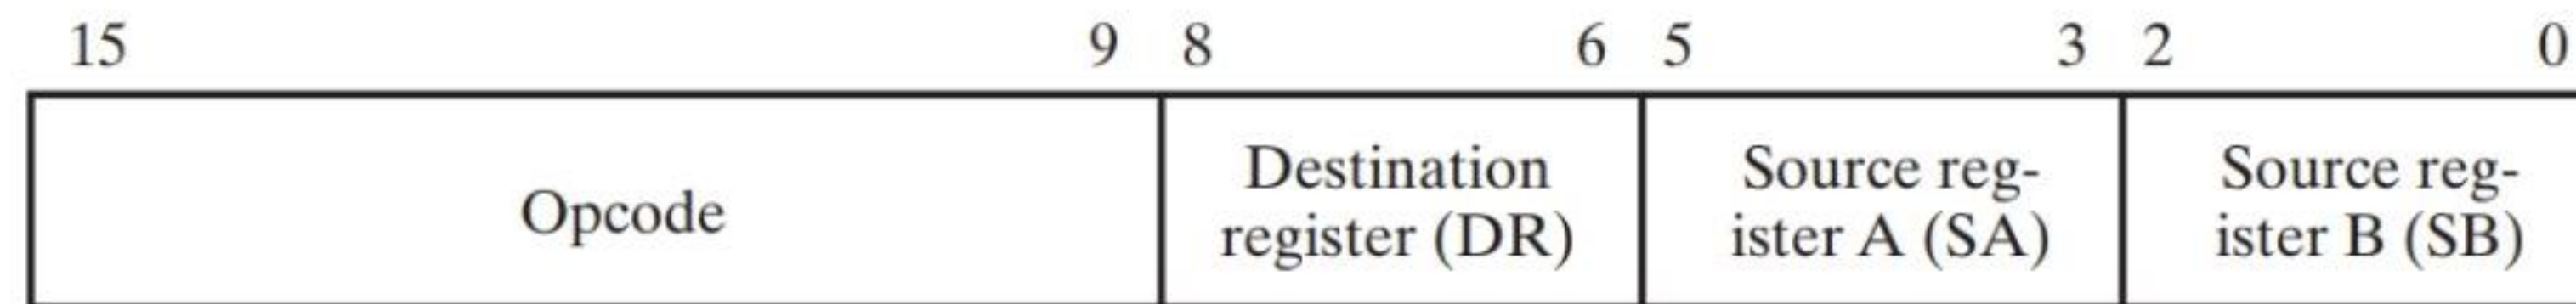 15 9 8 6 5 3 2 0
Opcode
Destination
register (DR)
Source reg-
ister A (SA)
Source reg-
ister B (SB)